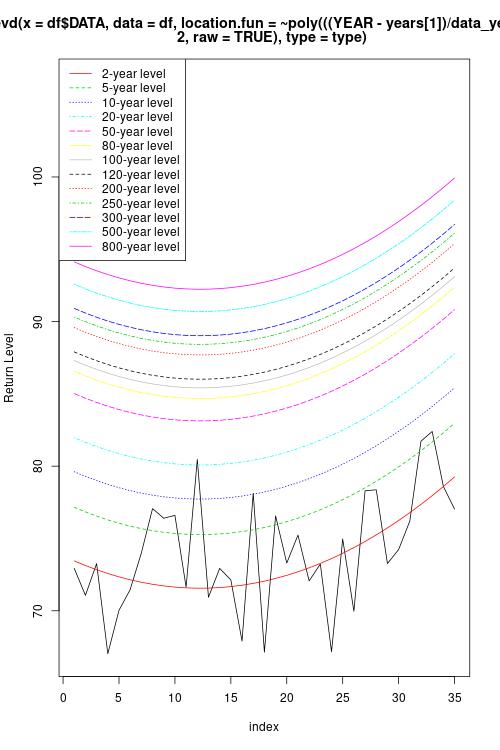 evd(x = df$DATA, data = df, location.fun = ~poly(((YEAR - years[1])/data_ye
2, raw = TRUE), type = type)
2-year level
5-year level
10-year level
20-year level
50-year level
80-year level
100-year level
120-year level
200-year level
250-year level
300-year level
500-year level
800-year level
100
90
80
70
Return Level
0 5 10 15 20 25 30 35
index